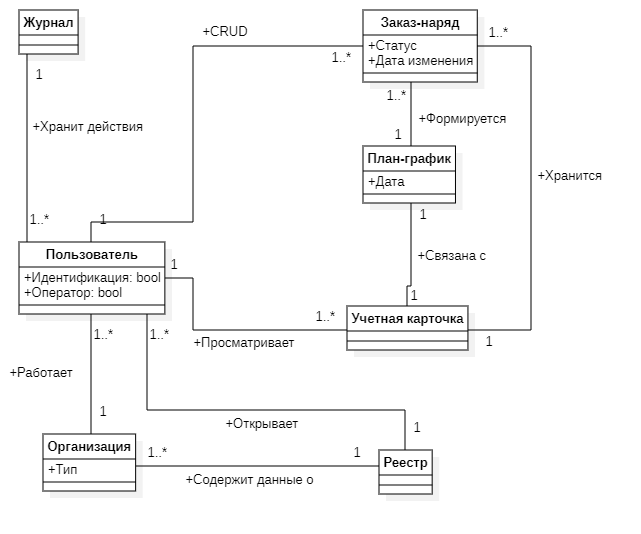 Журнал
Заказ-наряд
+CRUD
1..*
+Статус
+Дата изменения
1..*
1
1..*
+Формируется
+Хранит действия
1
План-график
+Дата
+Хранится
1..*
1
1
Пользователь
+Связана с
1
+Идентификация: bool
+Оператор: bool
1
1..*
Учетная карточка
1..*
1..*
+Просматривает
1
+Работает
1
+Открывает
1
Организация
1..*
1
Реестр
+Тип
+Содержит данные о